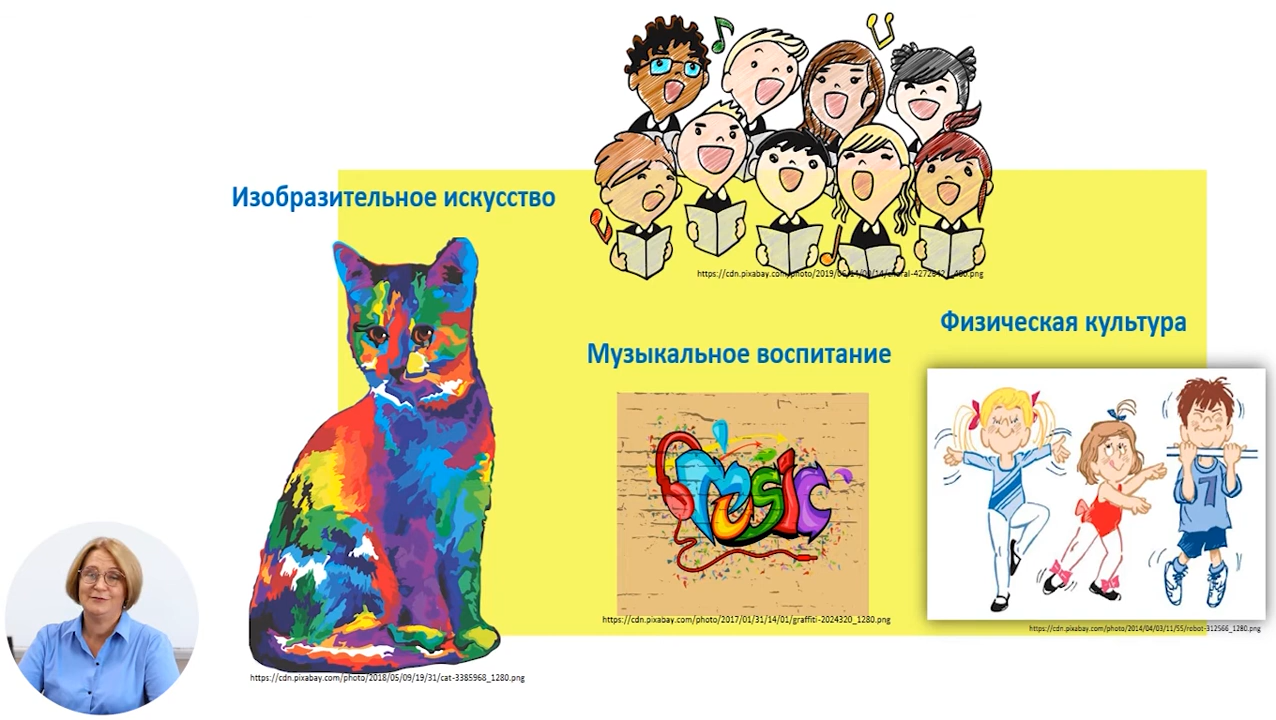 Изобразительное искусство
Физическая культура
Музыкальное воспитание
Music
7
https://cdn.pixabay.com/photo/2017/01/31/14/01/graffiti-2024320_1280.png
https://cdn.pixabay.com/photo/2014/04/03/11/55/robot-312566_1280.png
https://cdn.pixabay.com/photo/2018/05/09/19/31/cat-3385968_1280.png